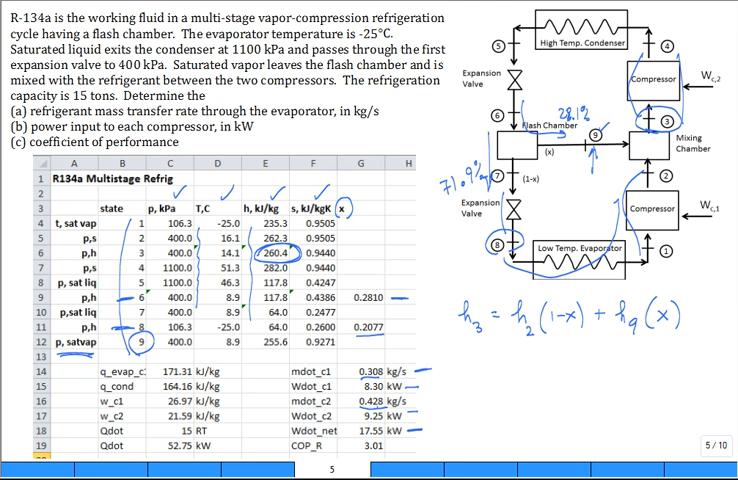 R-134a is the working fluid in a multi-stage vapor-compression refrigeration
cycle having a flash chamber. The evaporator temperature is -25°C.
Saturated liquid exits the condenser at 1100 kPa and passes through the first
expansion valve to 400 kPa. Saturated vapor leaves the flash chamber and is
mixed with the refrigerant between the two compressors. The refrigeration
capacity is 15 tons. Determine the
(a) refrigerant mass transfer rate through the evaporator, in kg/s
(b) power input to each compressor, in kW
(c) coefficient of performance
A B C D E F G H
1 R134a Multistage Refrig
2
3 state p, kPa T,C h, kJ/kg s, kJ/kgK x
4 t, sat vap 1 106.3 -25.0 235.3 0.9505
5 p,s 2 400.0 16.1 262.3 0.9505
6 p,h 3 400.0 14.1 260.4 0.9440
7 p,s 4 1100.0 51.3 282.0 0.9440
8 p, sat liq 5 1100.0 46.3 117.8 0.4247
9 p,h 6 400.0 8.9 117.8 0.4386 0.2810
10 p,sat liq 7 400.0 8.9 64.0 0.2477
11 p,h 8 106.3 -25.0 64.0 0.2600 0.2077
12 p, satvap 9 400.0 8.9 255.6 0.9271
13
14 q_evap_c: 171.31 kJ/kg mdot_c1 0.308 kg/s
15 q_cond 164.16 kJ/kg Wdot_c1 8.30 kW
16 w_c1 26.97 kJ/kg mdot_c2 0.428 kg/s
17 w_c2 21.59 kJ/kg Wdot_c2 9.25 kW
18 Qdot 15 RT Wdot_net 17.55 kW
19 Qdot 52.75 kW COP_R 3.01
5
High Temp. Condenser
4
Expansion
Valve
Compressor
W c,2
6
28.1%
3
Flash Chamber
9
(x)
Mixing
Chamber
71.9%
7
(1-x)
2
Expansion
Valve
Compressor
W c,1
8
Low Temp. Evaporator
1
h3 = h2 (1-x) + h9 (x)
5 / 10
5